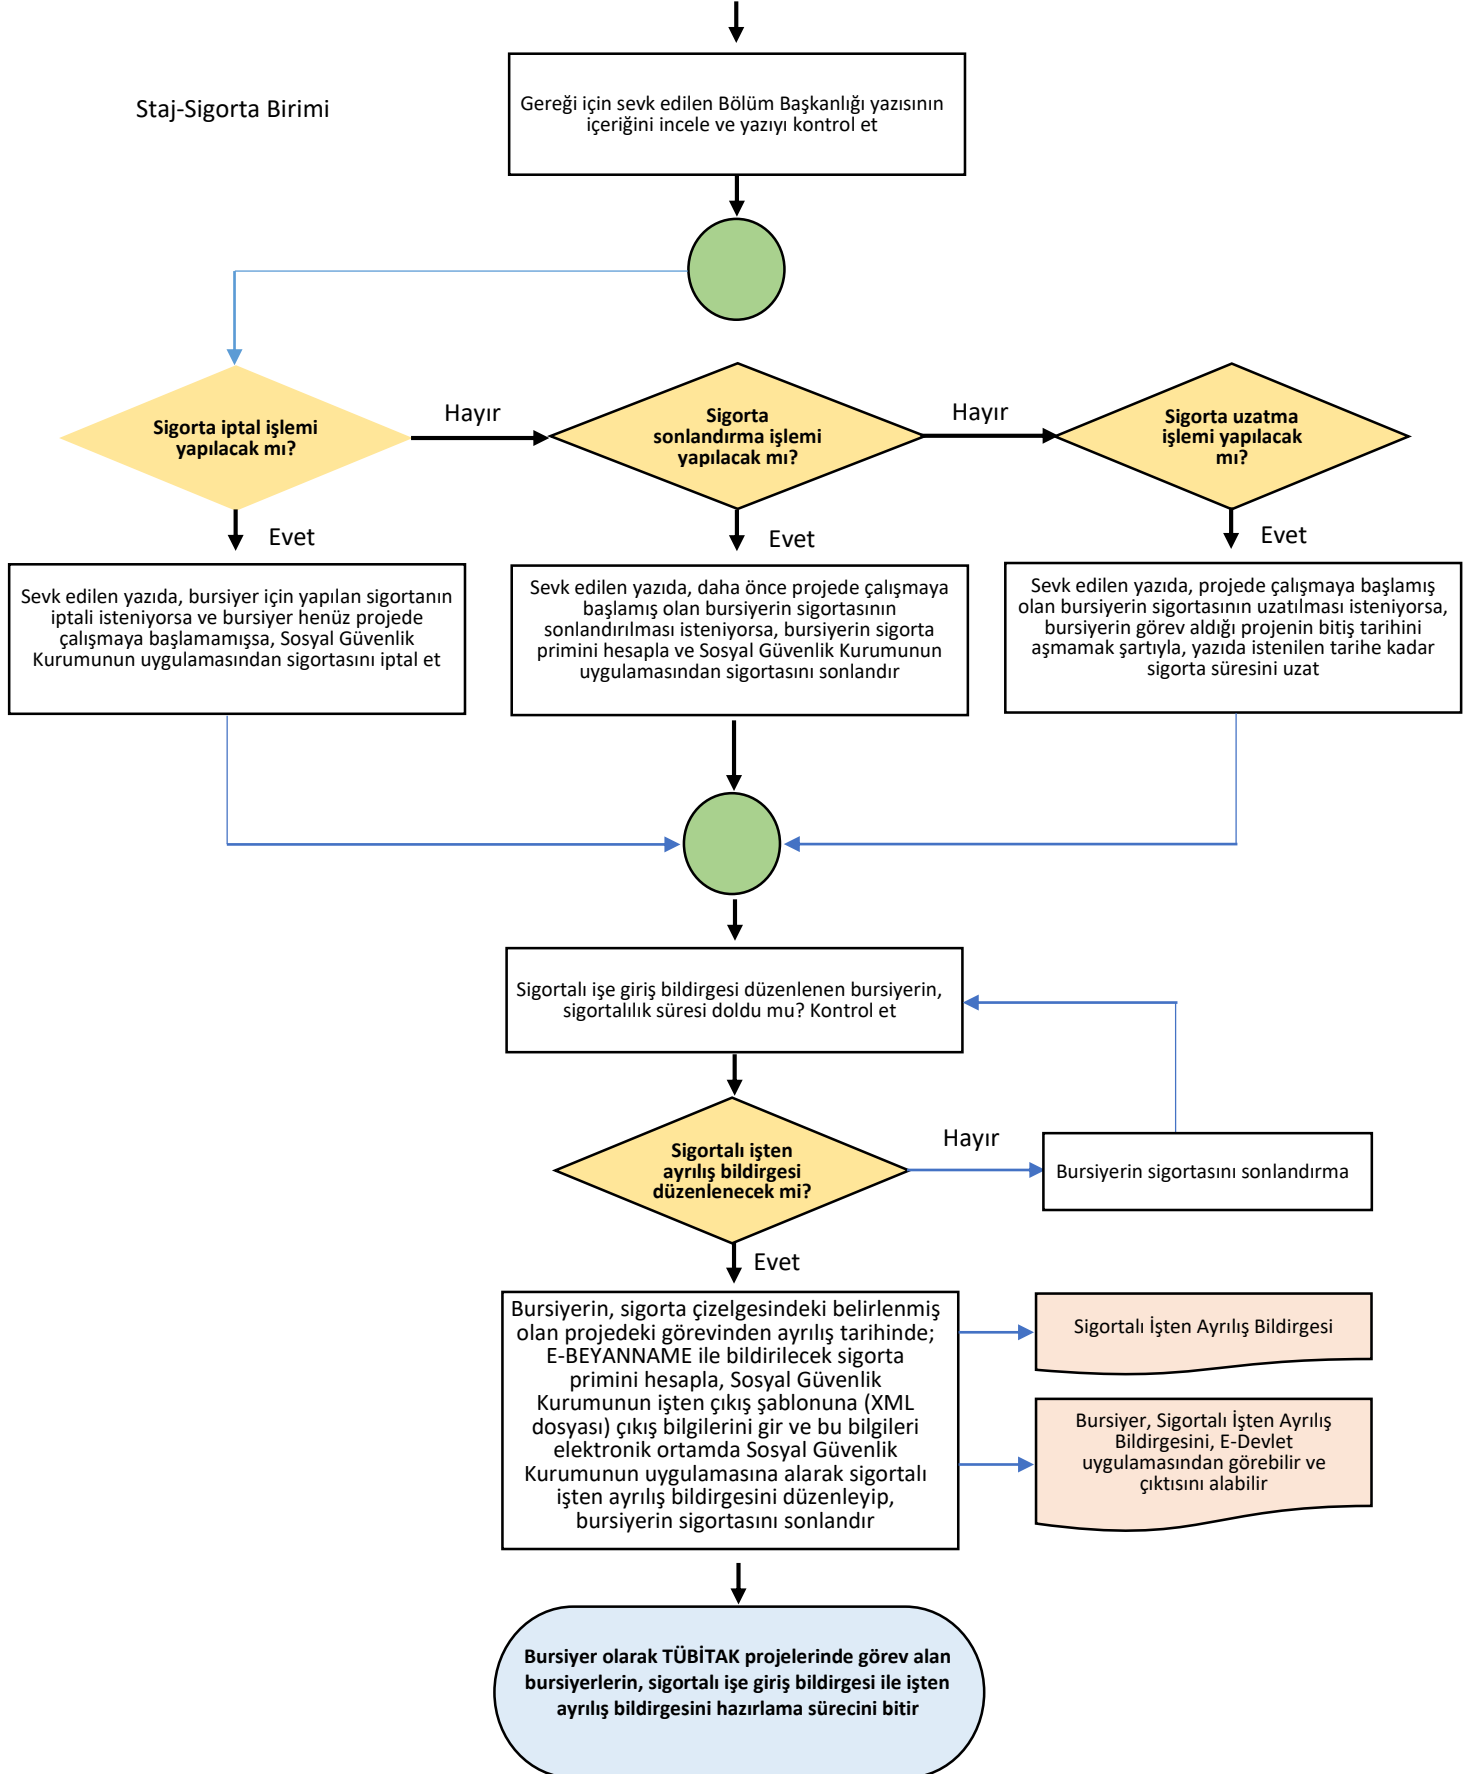 Staj-Sigorta Birimi
Gereği için sevk edilen Bölüm Başkanlığı yazısının
içeriğini incele ve yazıyı kontrol et
Sigorta iptal işlemi
yapılacak mı?
Hayır
Sigorta
sonlandırma işlemi
yapılacak mı?
Hayır
Sigorta uzatma
işlemi yapılacak
mı?
Evet
Evet
Evet
Sevk edilen yazıda, bursiyer için yapılan sigortanın
iptali isteniyorsa ve bursiyer henüz projede
çalışmaya başlamamışsa, Sosyal Güvenlik
Kurumunun uygulamasından sigortasını iptal et
Sevk edilen yazıda, daha önce projede çalışmaya
başlamış olan bursiyerin sigortasının
sonlandırılması isteniyorsa, bursiyerin sigorta
primini hesapla ve Sosyal Güvenlik Kurumunun
uygulamasından sigortasını sonlandır
Sevk edilen yazıda, projede çalışmaya başlamış
olan bursiyerin sigortasının uzatılması isteniyorsa,
bursiyerin görev aldığı projenin bitiş tarihini
aşmamak şartıyla, yazıda istenilen tarihe kadar
sigorta süresini uzat
Sigortalı işe giriş bildirgesi düzenlenen bursiyerin,
sigortalılık süresi doldu mu? Kontrol et
Sigortalı işten
ayrılış bildirgesi
düzenlenecek mi?
Hayır
Bursiyerin sigortasını sonlandırma
Evet
Bursiyerin, sigorta çizelgesindeki belirlenmiş
olan projedeki görevinden ayrılış tarihinde;
E-BEYANNAME ile bildirilecek sigorta
primini hesapla, Sosyal Güvenlik
Kurumunun işten çıkış şablonuna (XML
dosyası) çıkış bilgilerini gir ve bu bilgileri
elektronik ortamda Sosyal Güvenlik
Kurumunun uygulamasına alarak sigortalı
işten ayrılış bildirgesini düzenleyip,
bursiyerin sigortasını sonlandır
Sigortalı İşten Ayrılış Bildirgesi
Bursiyer, Sigortalı İşten Ayrılış
Bildirgesini, E-Devlet
uygulamasından görebilir ve
çıktısını alabilir
Bursiyer olarak TÜBİTAK projelerinde görev alan
bursiyerlerin, sigortalı işe giriş bildirgesi ile işten
ayrılış bildirgesini hazırlama sürecini bitir